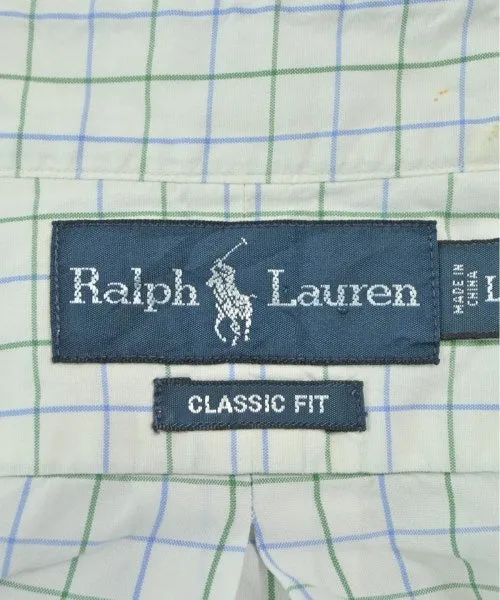 Ralph Lauren
MADE IN
CHINA
L
CLASSIC FIT